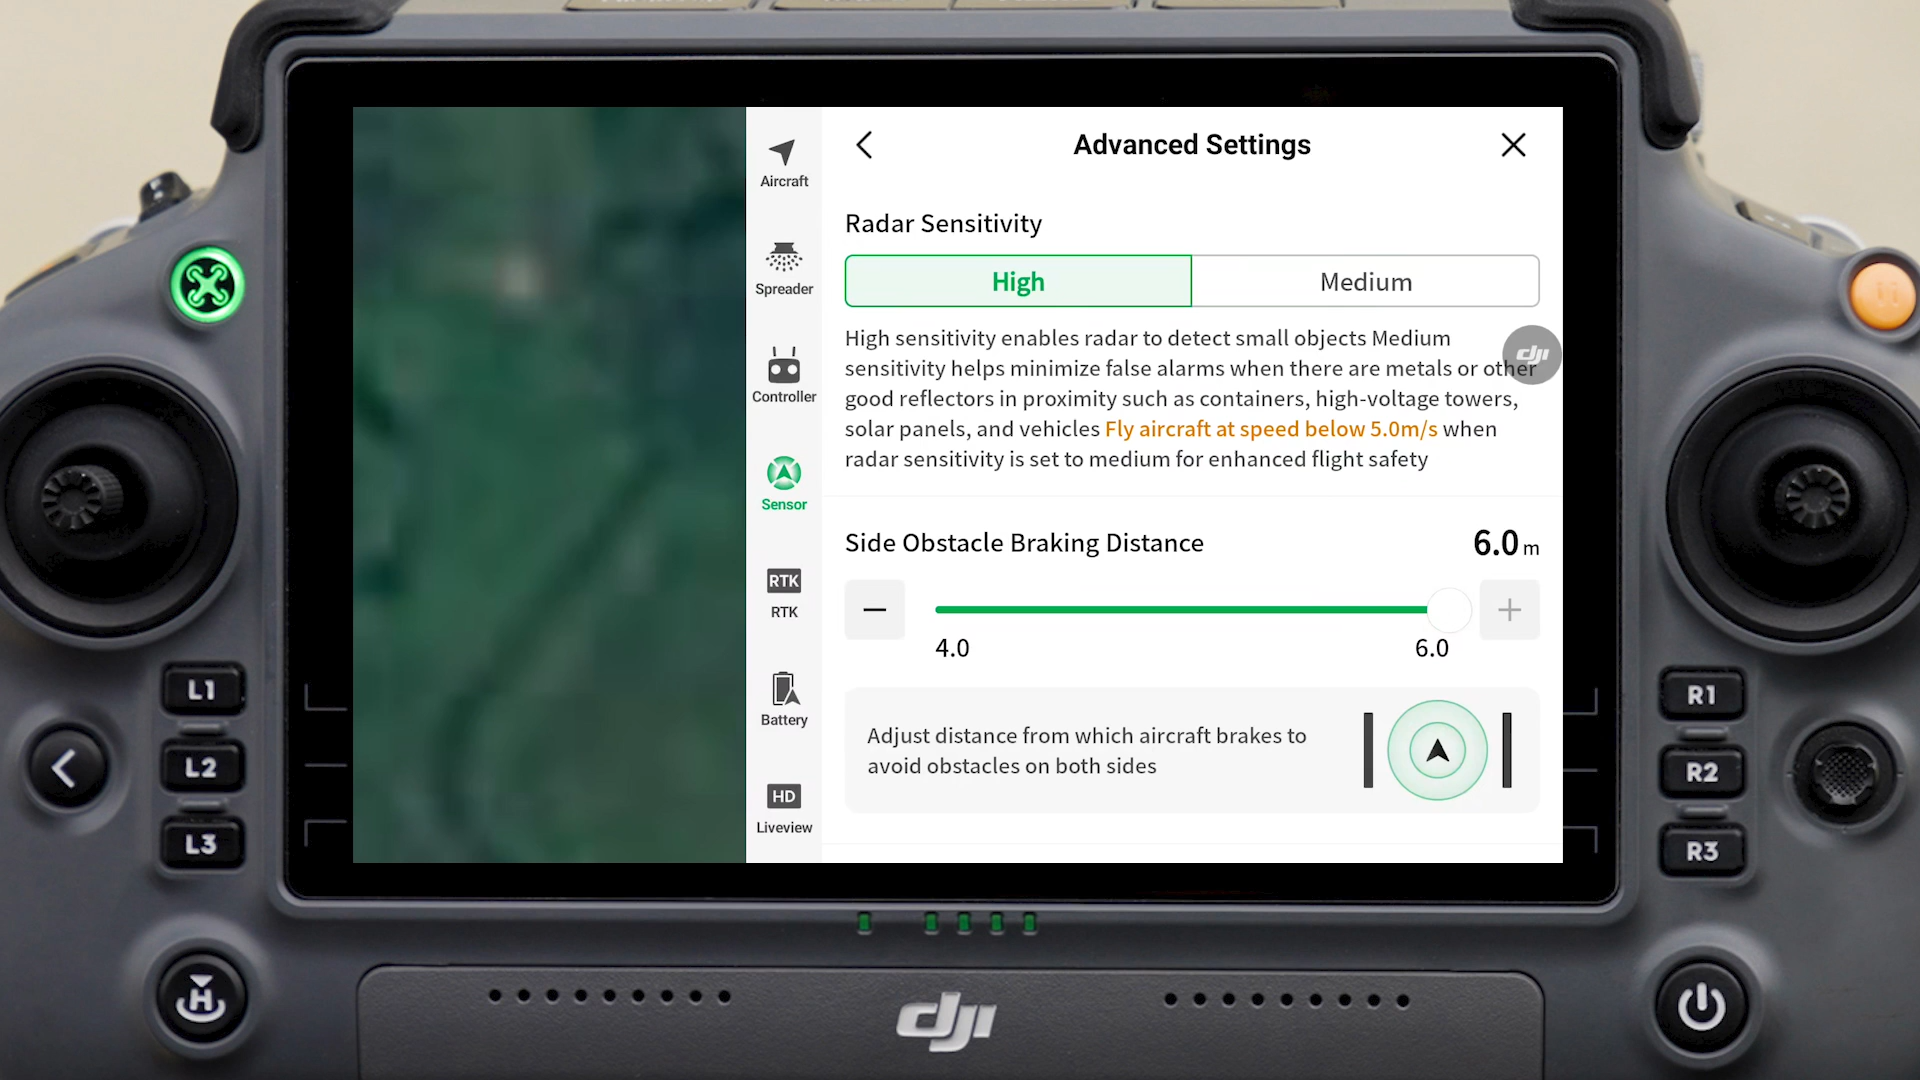 Advanced Settings
Aircraft
Spreader
Controller
Sensor
RTK
RTK
Battery
HD
Liveview
Radar Sensitivity
High
Medium
High sensitivity enables radar to detect small objects Medium
sensitivity helps minimize false alarms when there are metals or other
good reflectors in proximity such as containers, high-voltage towers,
solar panels, and vehicles Fly aircraft at speed below 5.0m/s when
radar sensitivity is set to medium for enhanced flight safety
dji
Side Obstacle Braking Distance
6.0 m
4.0
6.0
Adjust distance from which aircraft brakes to
avoid obstacles on both sides
L1
L2
L3
R1
R2
R3
H
dji